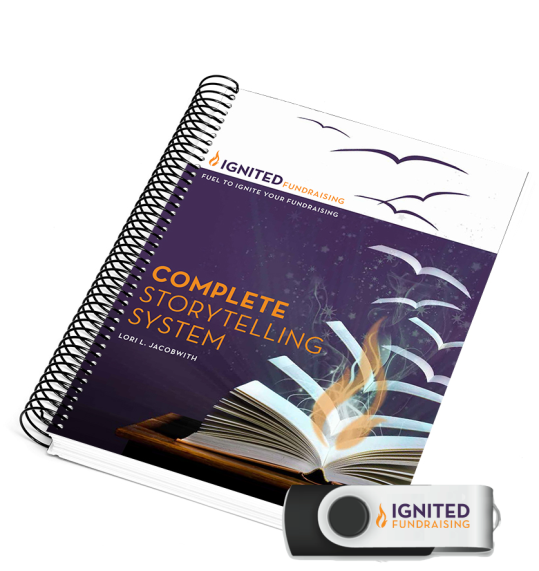 IGNITED FUNDRAISING
FUEL TO IGNITE YOUR FUNDRAISING
COMPLETE
STORYTELLING
SYSTEM
LORI L. JACOBWITH
IGNITED
FUNDRAISING